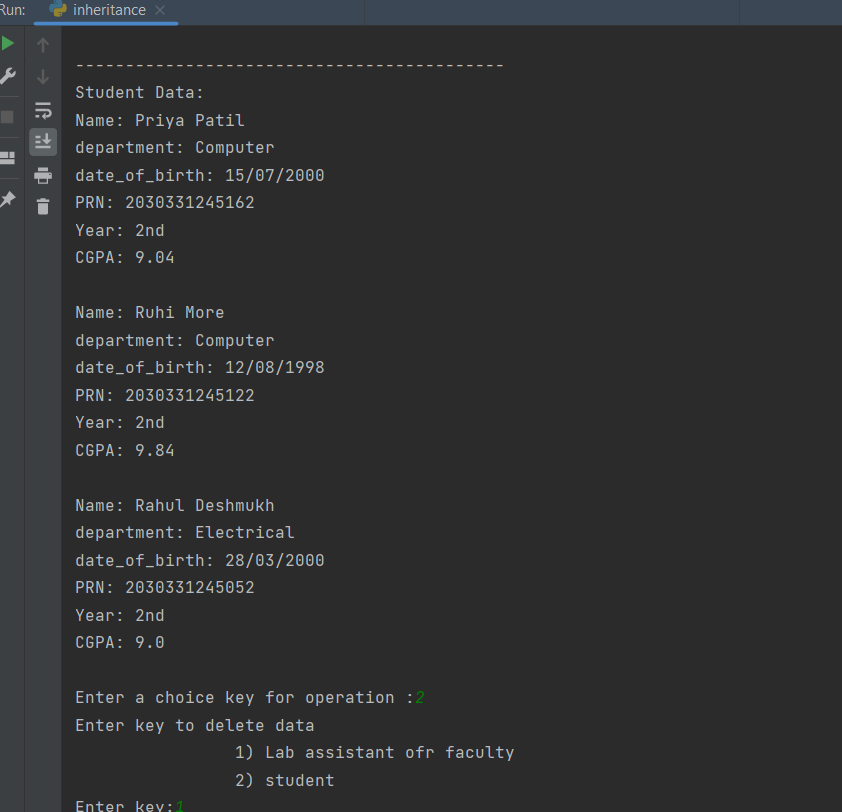 Run: inheritance
-------------------------------------------
Student Data:
Name: Priya Patil
department: Computer
date_of_birth: 15/07/2000
PRN: 2030331245162
Year: 2nd
CGPA: 9.04
Name: Ruhi More
department: Computer
date_of_birth: 12/08/1998
PRN: 2030331245122
Year: 2nd
CGPA: 9.84
Name: Rahul Deshmukh
department: Electrical
date_of_birth: 28/03/2000
PRN: 2030331245052
Year: 2nd
CGPA: 9.0
Enter a choice key for operation :2
Enter key to delete data
1) Lab assistant ofr faculty
2) student
Enter key:1